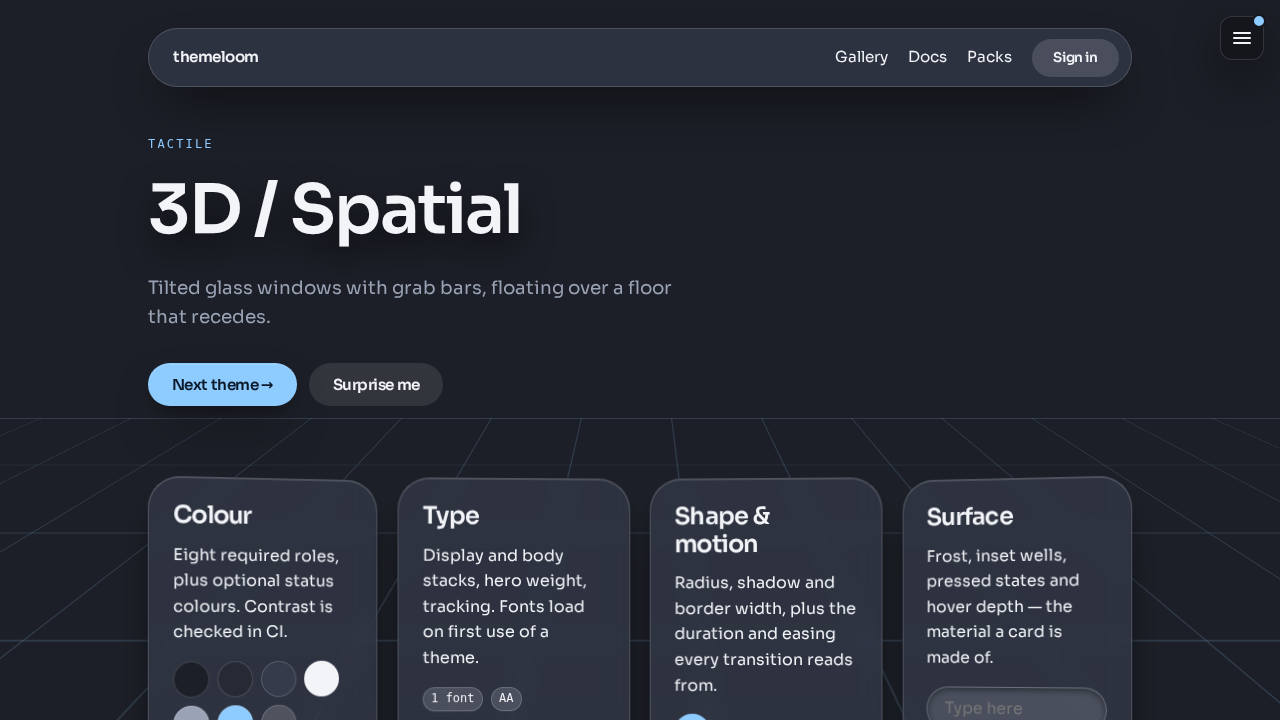 themeloom
Gallery
Docs
Packs
Sign in
TACTILE
3D / Spatial
Tilted glass windows with grab bars, floating over a floor
that recedes.
Next theme →
Surprise me
Colour
Eight required roles,
plus optional status
colours. Contrast is
checked in CI.
Type
Display and body
stacks, hero weight,
tracking. Fonts load
on first use of a
theme.
1 font
AA
Shape &
motion
Radius, shadow and
border width, plus the
duration and easing
every transition reads
from.
Surface
Frost, inset wells,
pressed states and
hover depth — the
material a card is
made of.
Type here